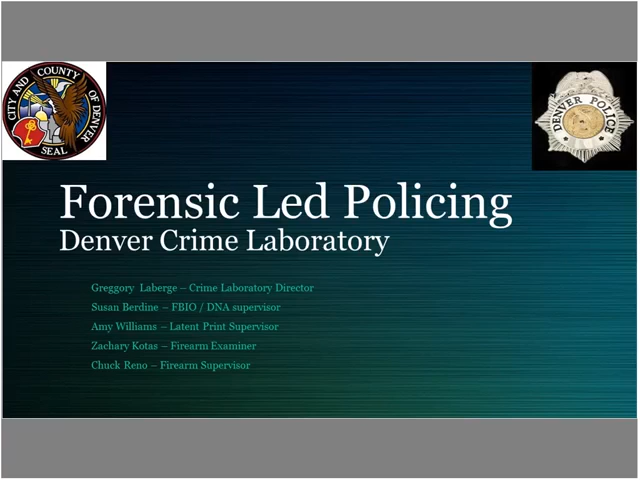 CITY AND COUNTY OF DENVER
SEAL
DENVER POLICE
Forensic Led Policing
Denver Crime Laboratory
Greggory Laberge – Crime Laboratory Director
Susan Berdine – FBIO / DNA supervisor
Amy Williams – Latent Print Supervisor
Zachary Kotas – Firearm Examiner
Chuck Reno – Firearm Supervisor